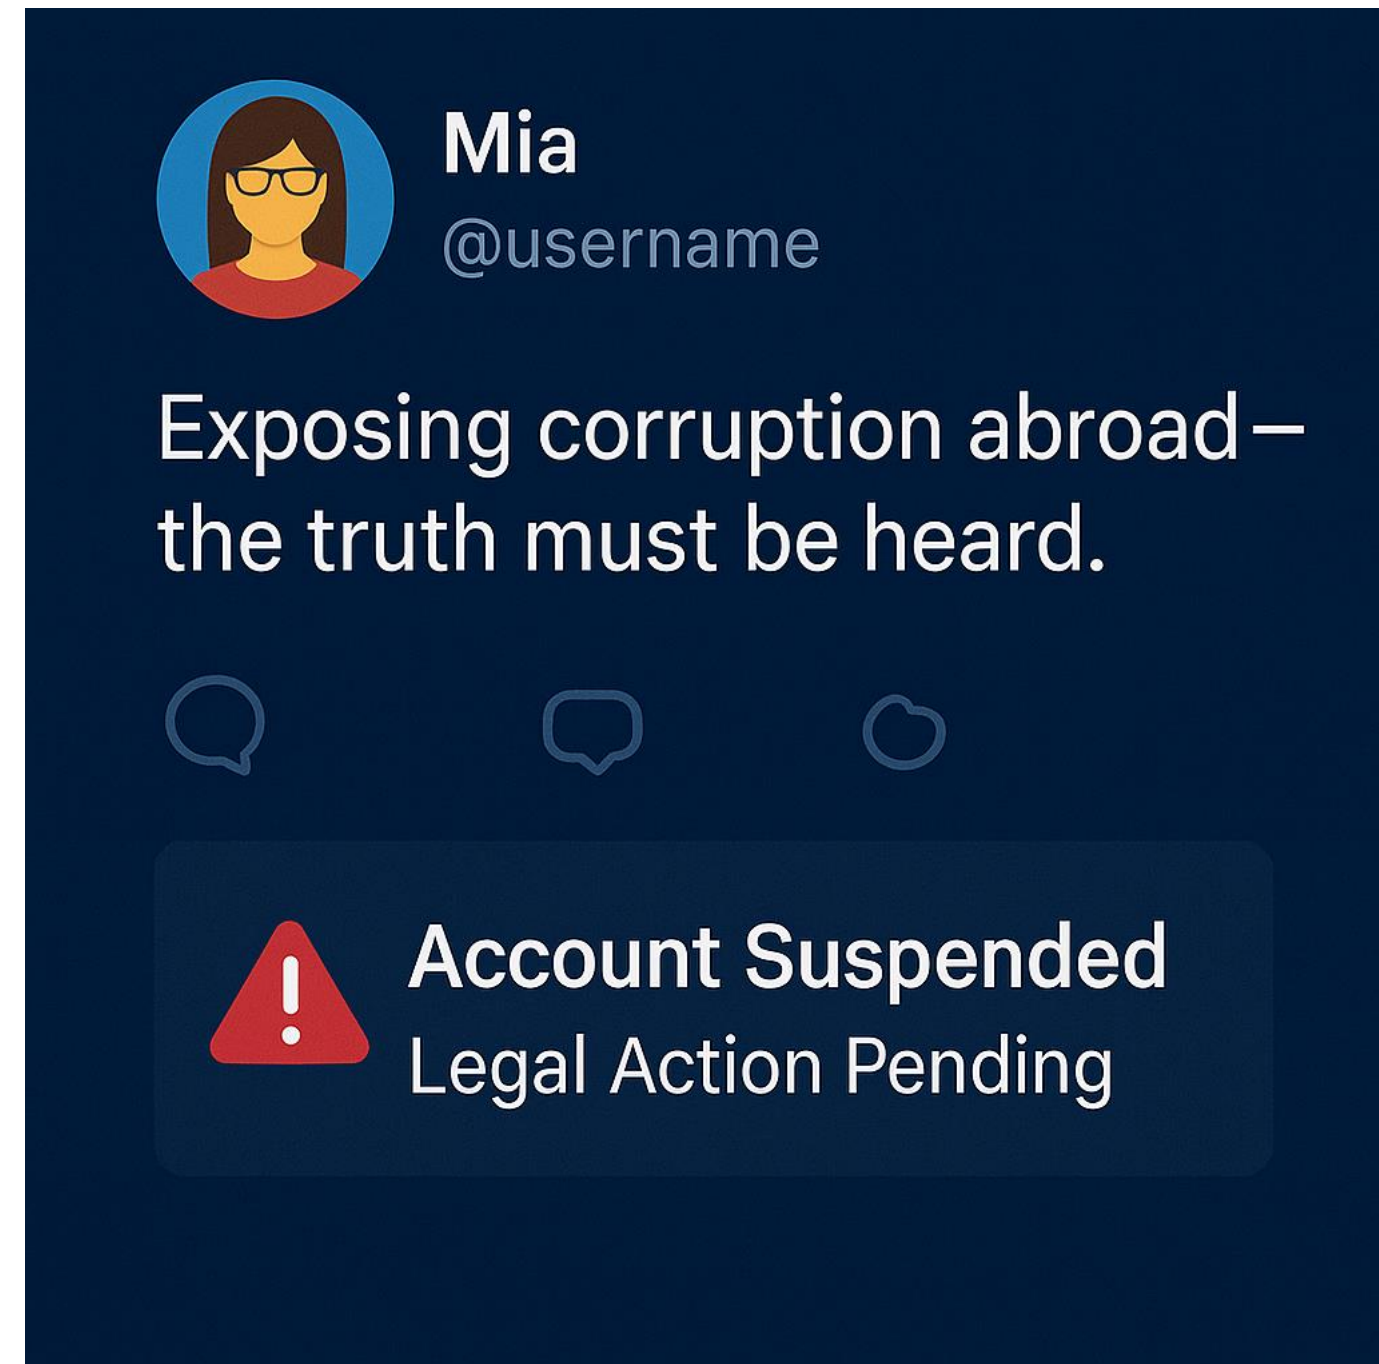 Mia
@username
Exposing corruption abroad—
the truth must be heard.
Account Suspended
Legal Action Pending